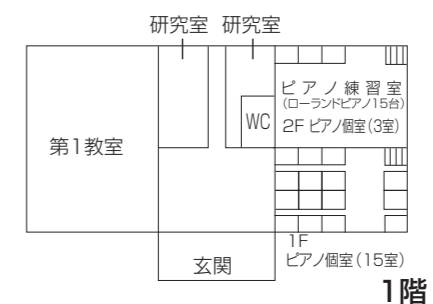 研究室 研究室
ピアノ練習室
(ローランドピアノ15台)
2F ピアノ個室(3室)
WC
第1教室
1F
ピアノ個室(15室)
玄関
1階